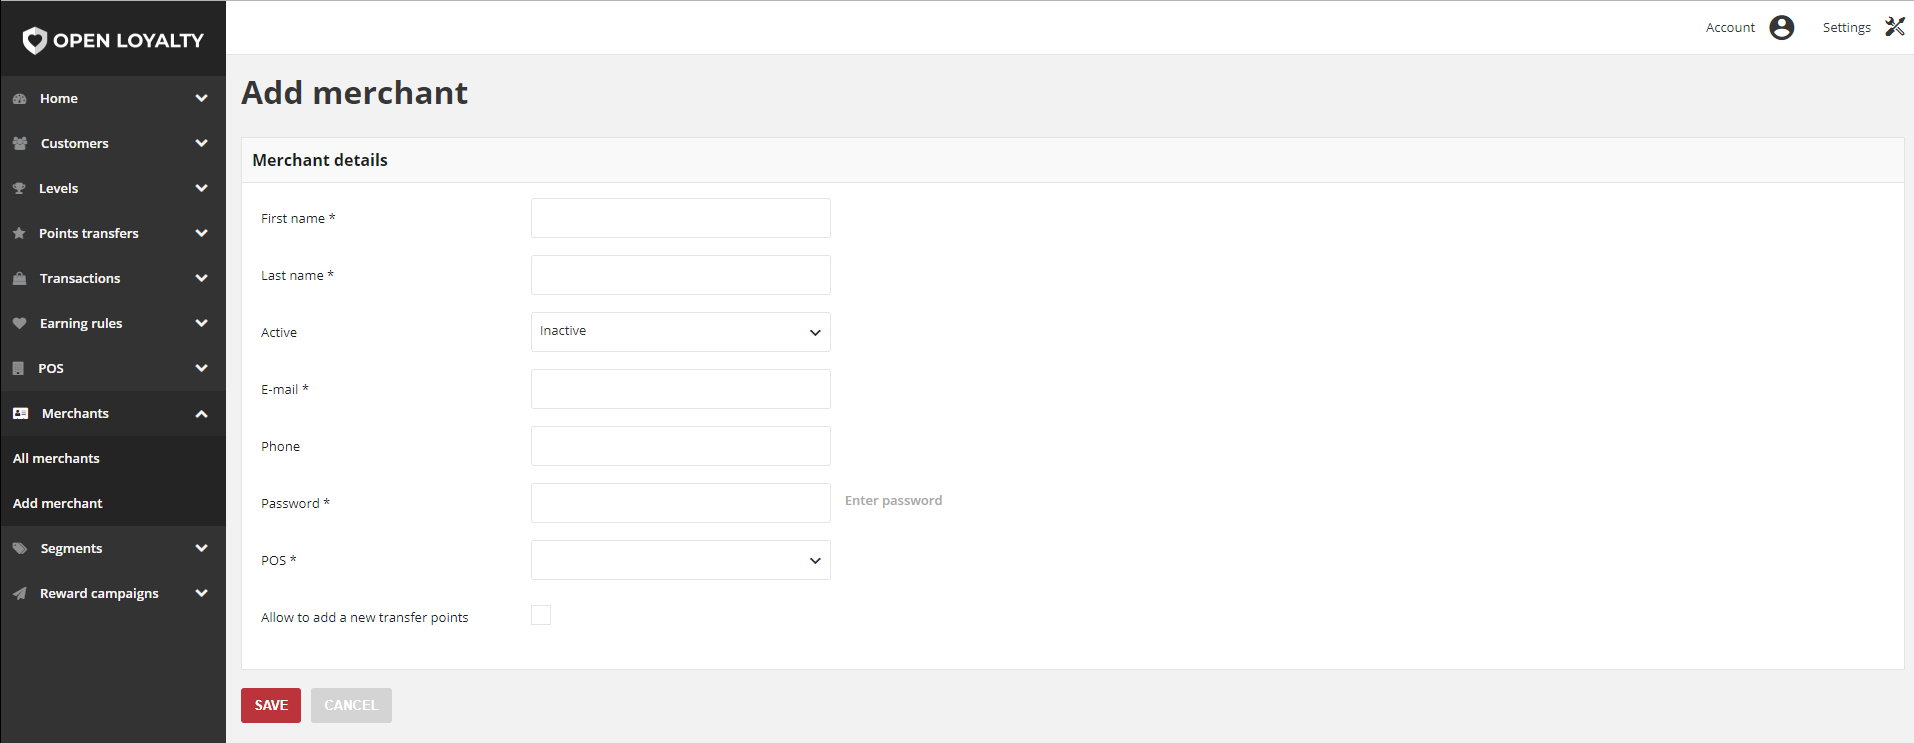 OPEN LOYALTY
Account
Settings
Home
Customers
Levels
Points transfers
Transactions
Earning rules
POS
Merchants
All merchants
Add merchant
Segments
Reward campaigns
Add merchant
Merchant details
First name *
Last name *
Active
Inactive
E-mail *
Phone
Password *
Enter password
POS *
Allow to add a new transfer points
SAVE
CANCEL